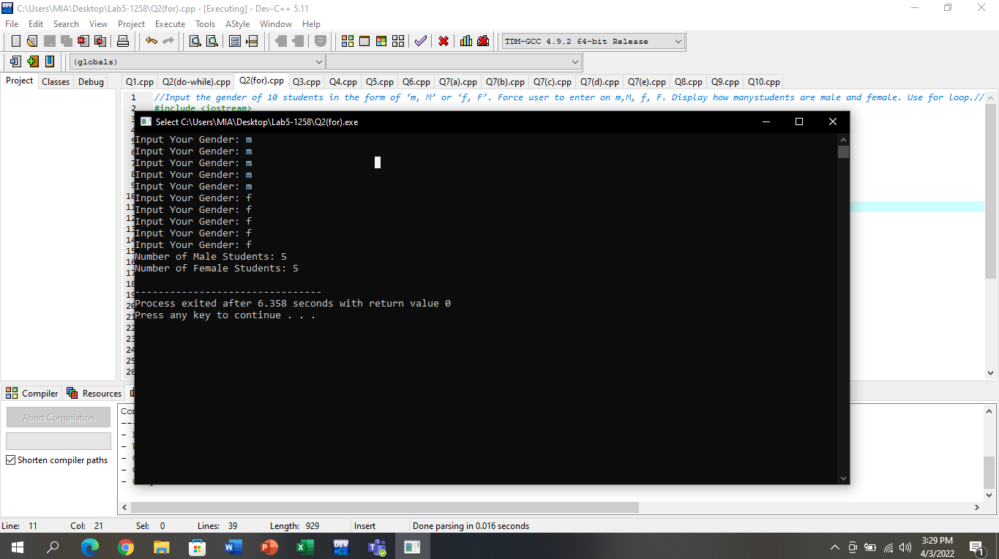 C:\Users\MIA\Desktop\Lab5-1258\Q2(for).cpp - [Executing] - Dev-C++ 5.11
File Edit Search View Project Execute Tools AStyle Window Help
TDM-GCC 4.9.2 64-bit Release
(globals)
Project Classes Debug
Q1.cpp Q2(do-while).cpp Q2(for).cpp Q3.cpp Q4.cpp Q5.cpp Q6.cpp Q7(a).cpp Q7(b).cpp Q7(c).cpp Q7(d).cpp Q7(e).cpp Q8.cpp Q9.cpp Q10.cpp
1 //Input the gender of 10 students in the form of ‘m, M’ or ‘f, F’. Force user to enter on m,M, f, F. Display how manystudents are male and female. Use for loop.//
2 #include <iostream>
Select C:\Users\MIA\Desktop\Lab5-1258\Q2(for).exe
Input Your Gender: m
Input Your Gender: m
Input Your Gender: m
Input Your Gender: m
Input Your Gender: m
Input Your Gender: f
Input Your Gender: f
Input Your Gender: f
Input Your Gender: f
Input Your Gender: f
Number of Male Students: 5
Number of Female Students: 5
--------------------------------
Process exited after 6.358 seconds with return value 0
Press any key to continue . . .
Compiler Resources
Abort Compilation
Shorten compiler paths
Line: 11 Col: 21 Sel: 0 Lines: 39 Length: 929 Insert Done parsing in 0.016 seconds
3:29 PM
4/3/2022